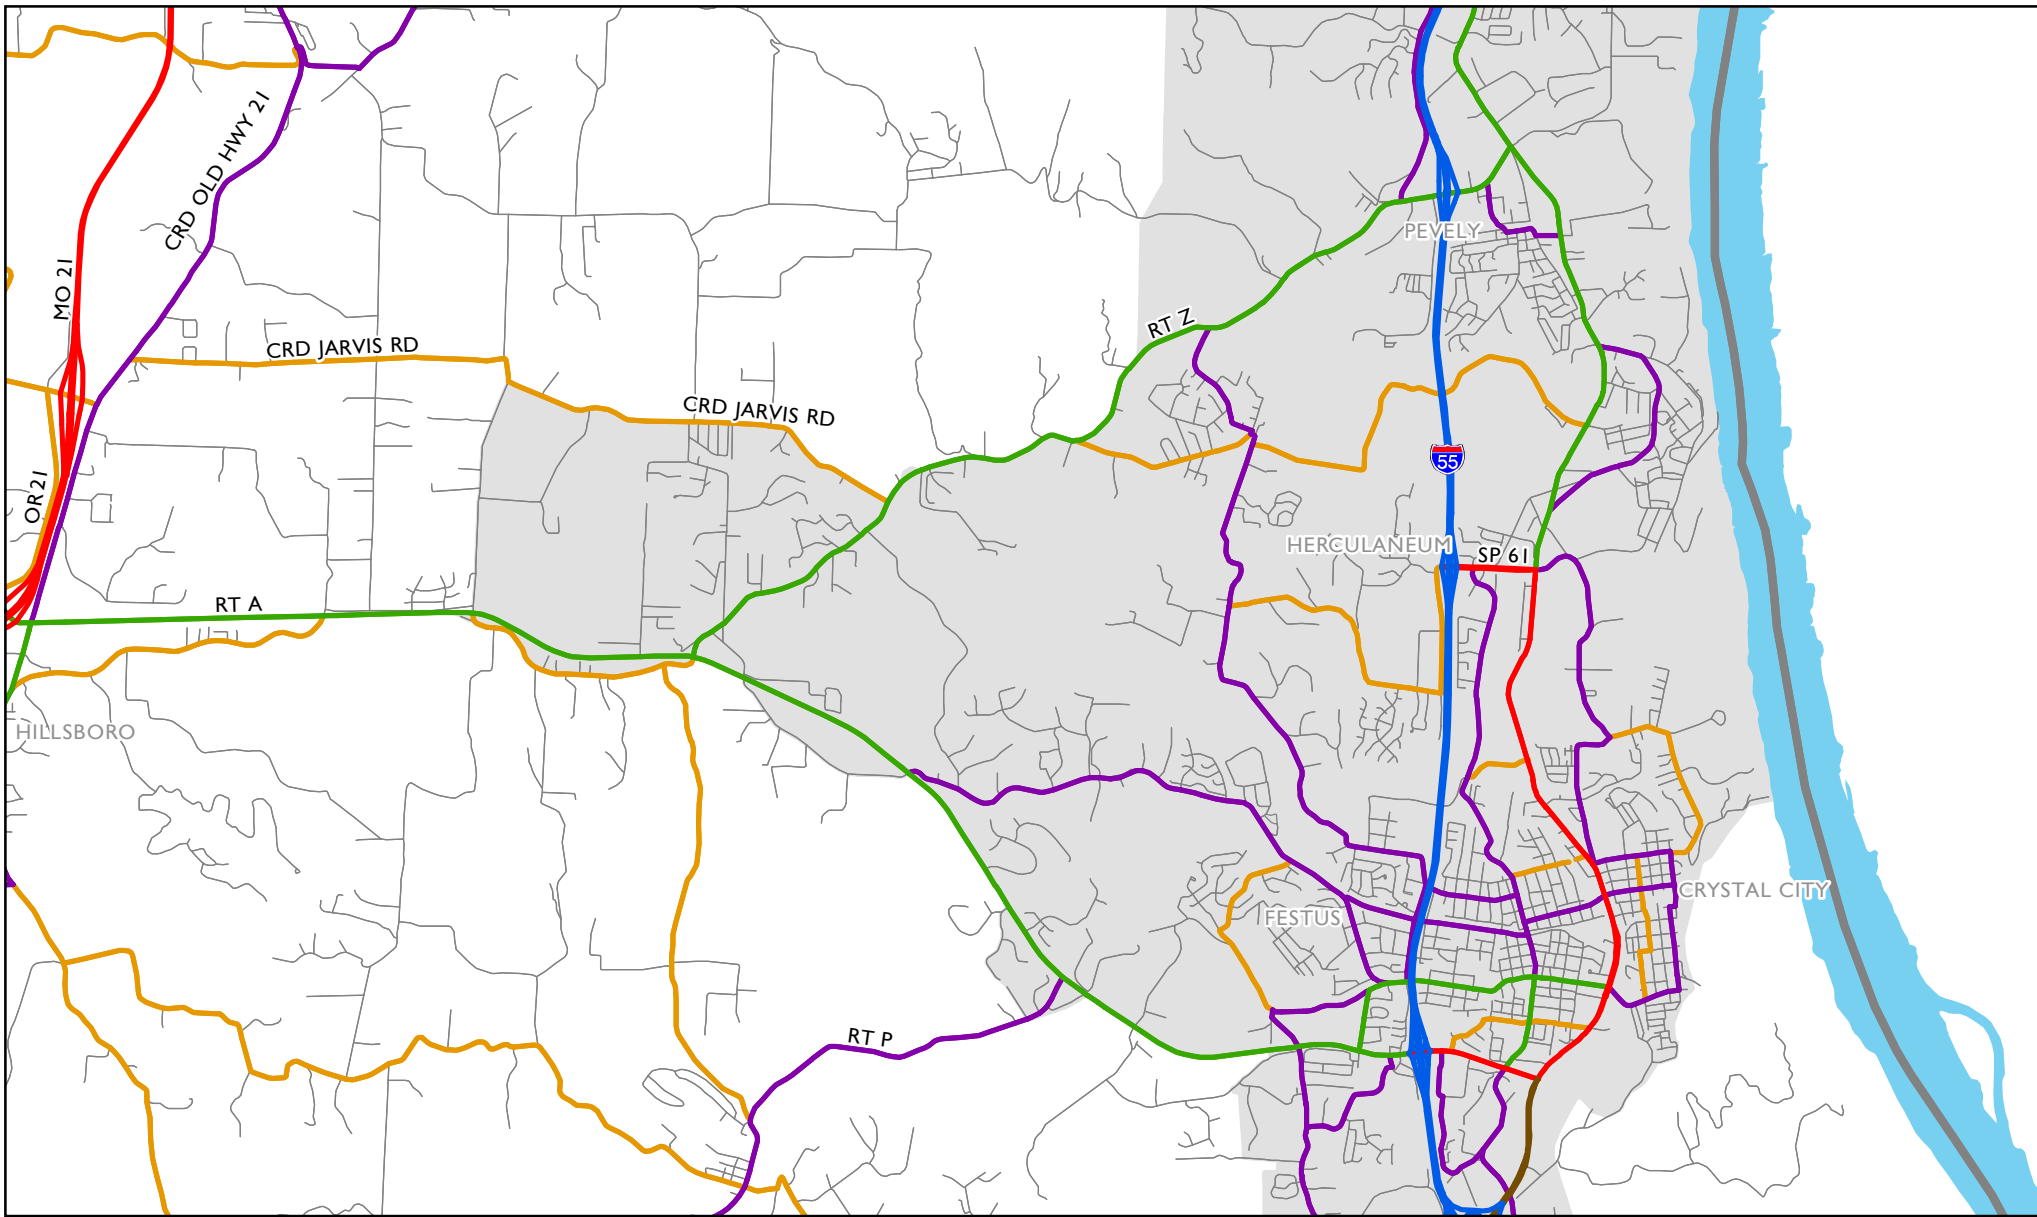 CRD OLD HWY 21
PEVELY
MO 21
RT Z
CRD JARVIS RD
CRD JARVIS RD
55
OR 21
HERCULANEUM
SP 61
RT A
HILLSBORO
CRYSTAL CITY
FESTUS
RT P